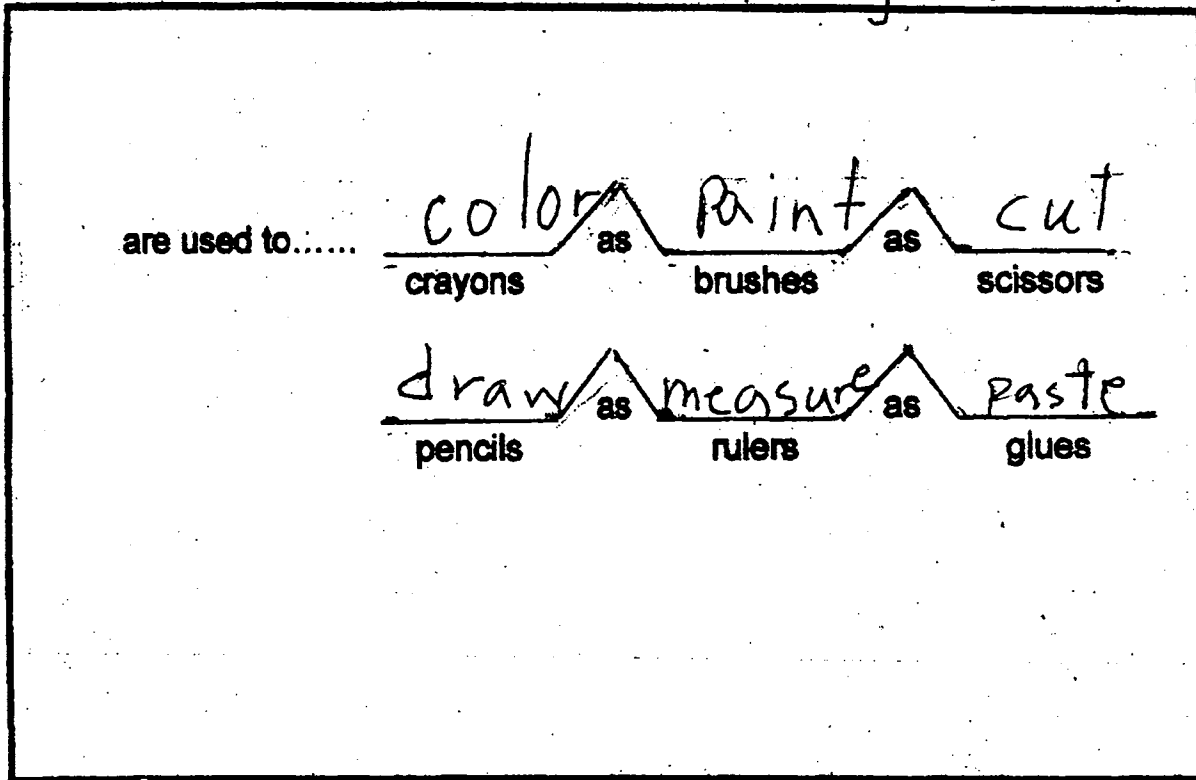 color paint cut
are used to...... as as
crayons brushes scissors
draw measure paste
as as
pencils rulers glues